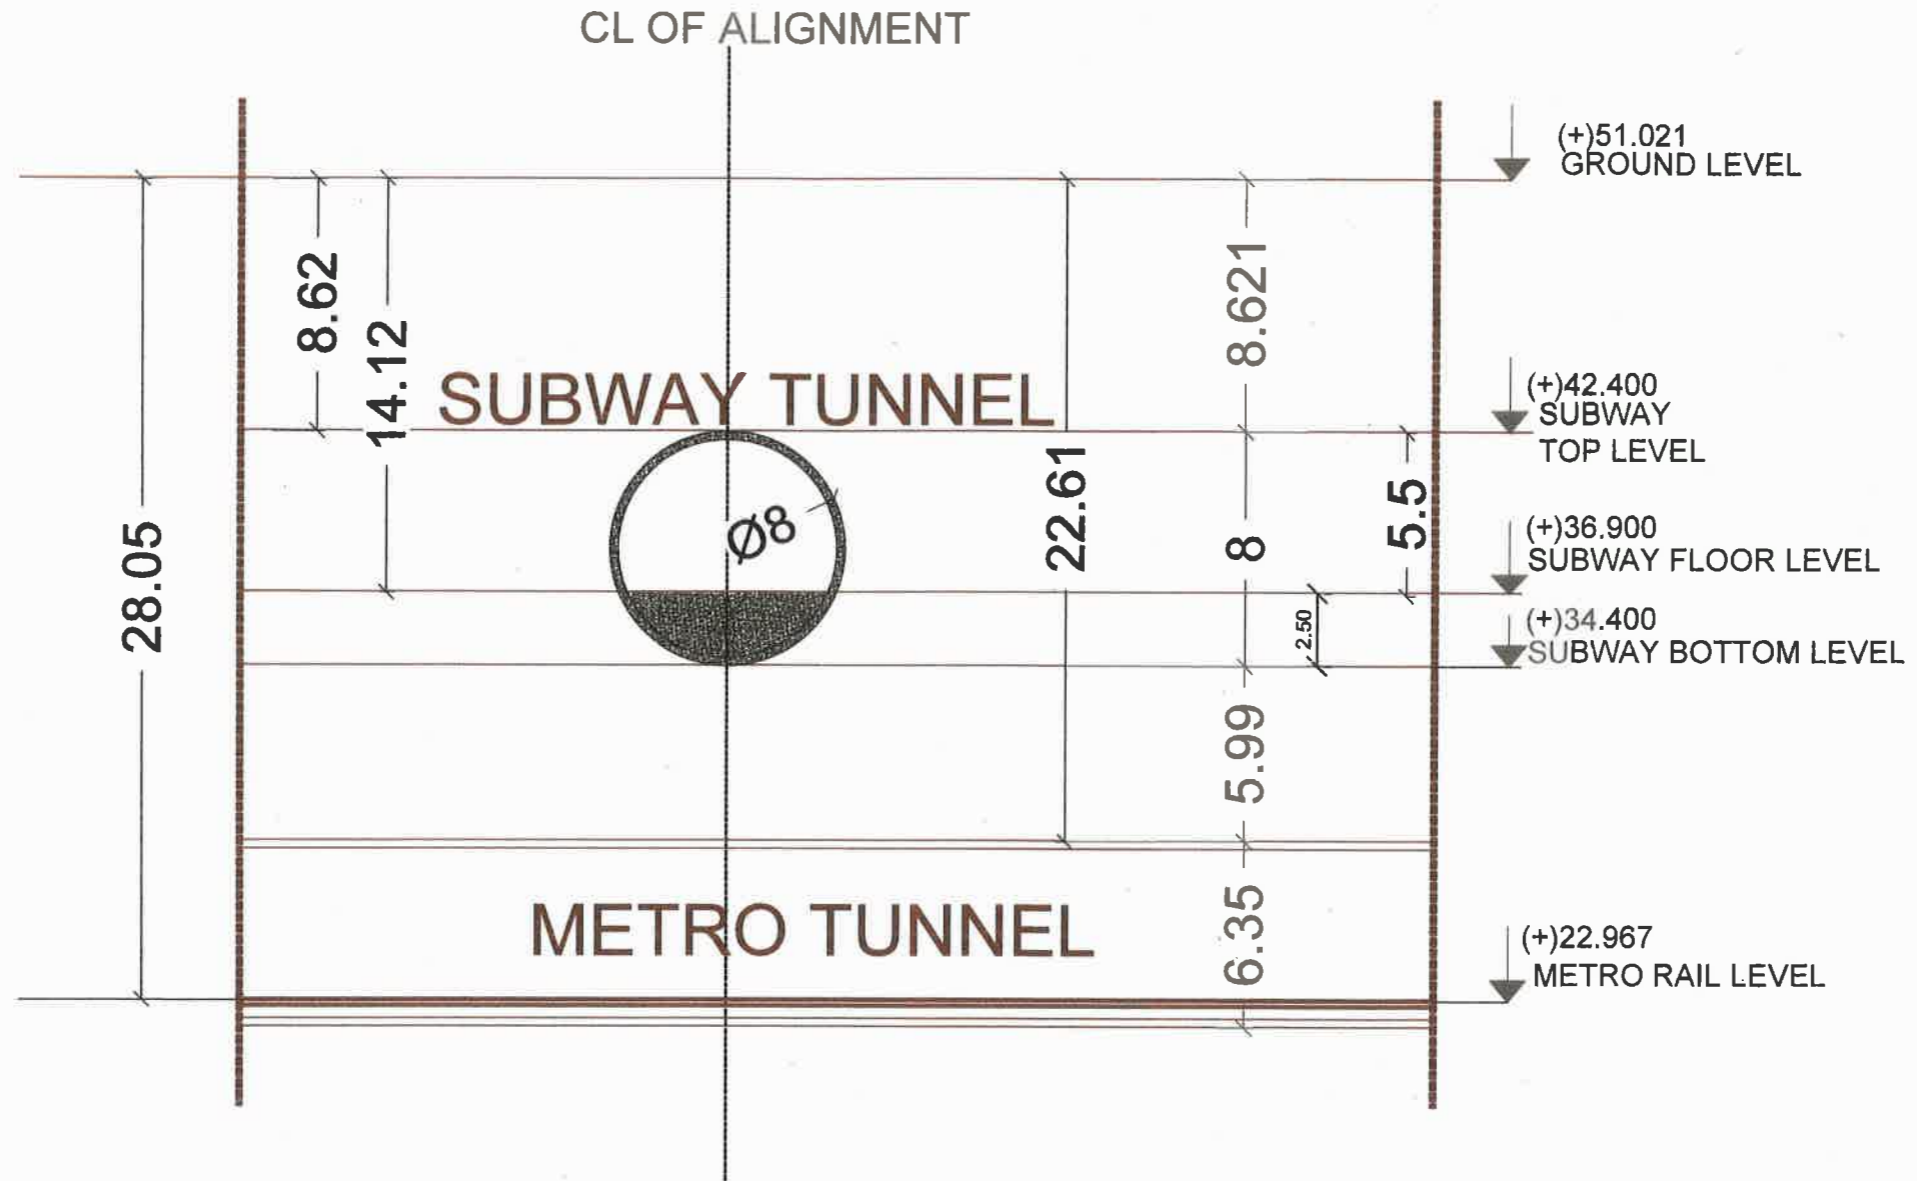 CL OF ALIGNMENT
(+)51.021
GROUND LEVEL
8.62
14.12
8.621
28.05
SUBWAY TUNNEL
(+)42.400
SUBWAY
TOP LEVEL
22.61
Ø8
8
5.5
(+)36.900
SUBWAY FLOOR LEVEL
2.50
(+)34.400
SUBWAY BOTTOM LEVEL
5.99
METRO TUNNEL
6.35
(+)22.967
METRO RAIL LEVEL